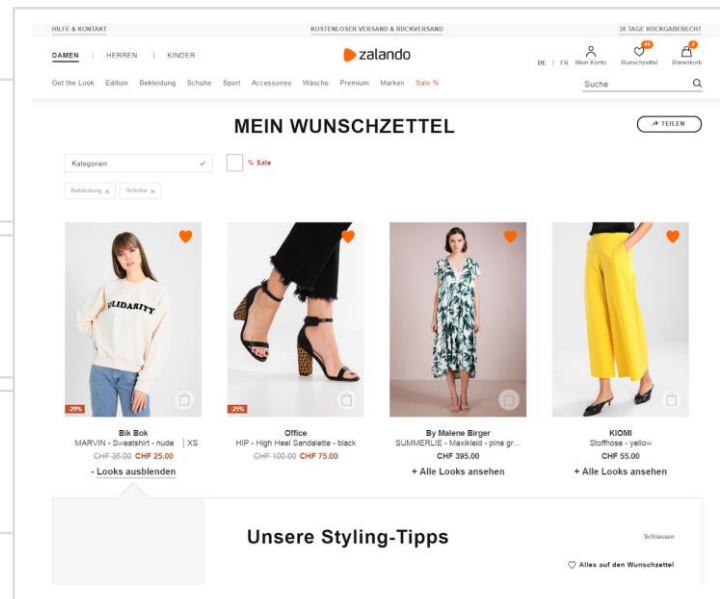 HILFE & KONTAKT KOSTENLOSER VERSAND & RÜCKVERSAND 30 TAGE RÜCKGABERECHT
DAMEN | HERREN | KINDER zalando DE | FR Mein Konto Wunschzettel Warenkorb
Get the Look Edition Bekleidung Schuhe Sport Accessoires Wäsche Premium Marken Sale % Suche
MEIN WUNSCHZETTEL TEILEN
Kategorien % Sale
Bekleidung x Schuhe x
SOLIDARITY
-29% -25%
Bik Bok Office By Malene Birger KIOMI
MARVIN - Sweatshirt - nude | XS HIP - High Heel Sandalette - black SUMMERLIE - Maxikleid - pine gr... Stoffhose - yellow
CHF 35.00 CHF 25.00 CHF 100.00 CHF 75.00 CHF 395.00 CHF 55.00
- Looks ausblenden + Alle Looks ansehen + Alle Looks ansehen
Unsere Styling-Tipps Schliessen
Alles auf den Wunschzettel